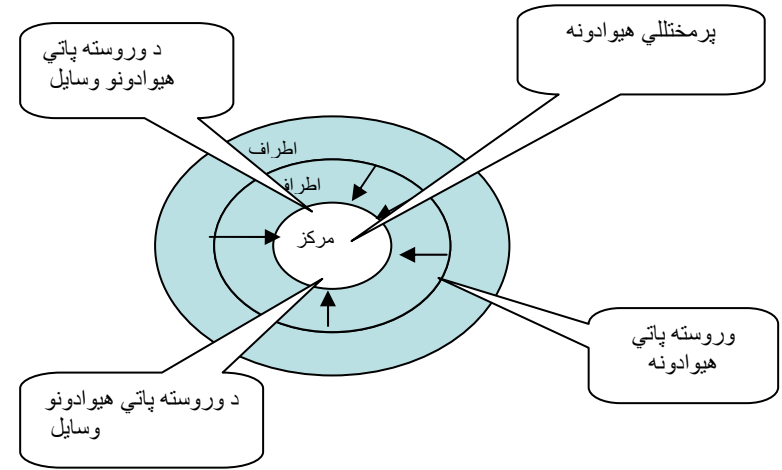 پرمختللي هيوادونه
د وروسته پاتي
هيوادونو وسايل
اطراف
اطراف
مرکز
وروسته پاتي
هيوادونه
د وروسته پاتي هيوادونو
وسايل